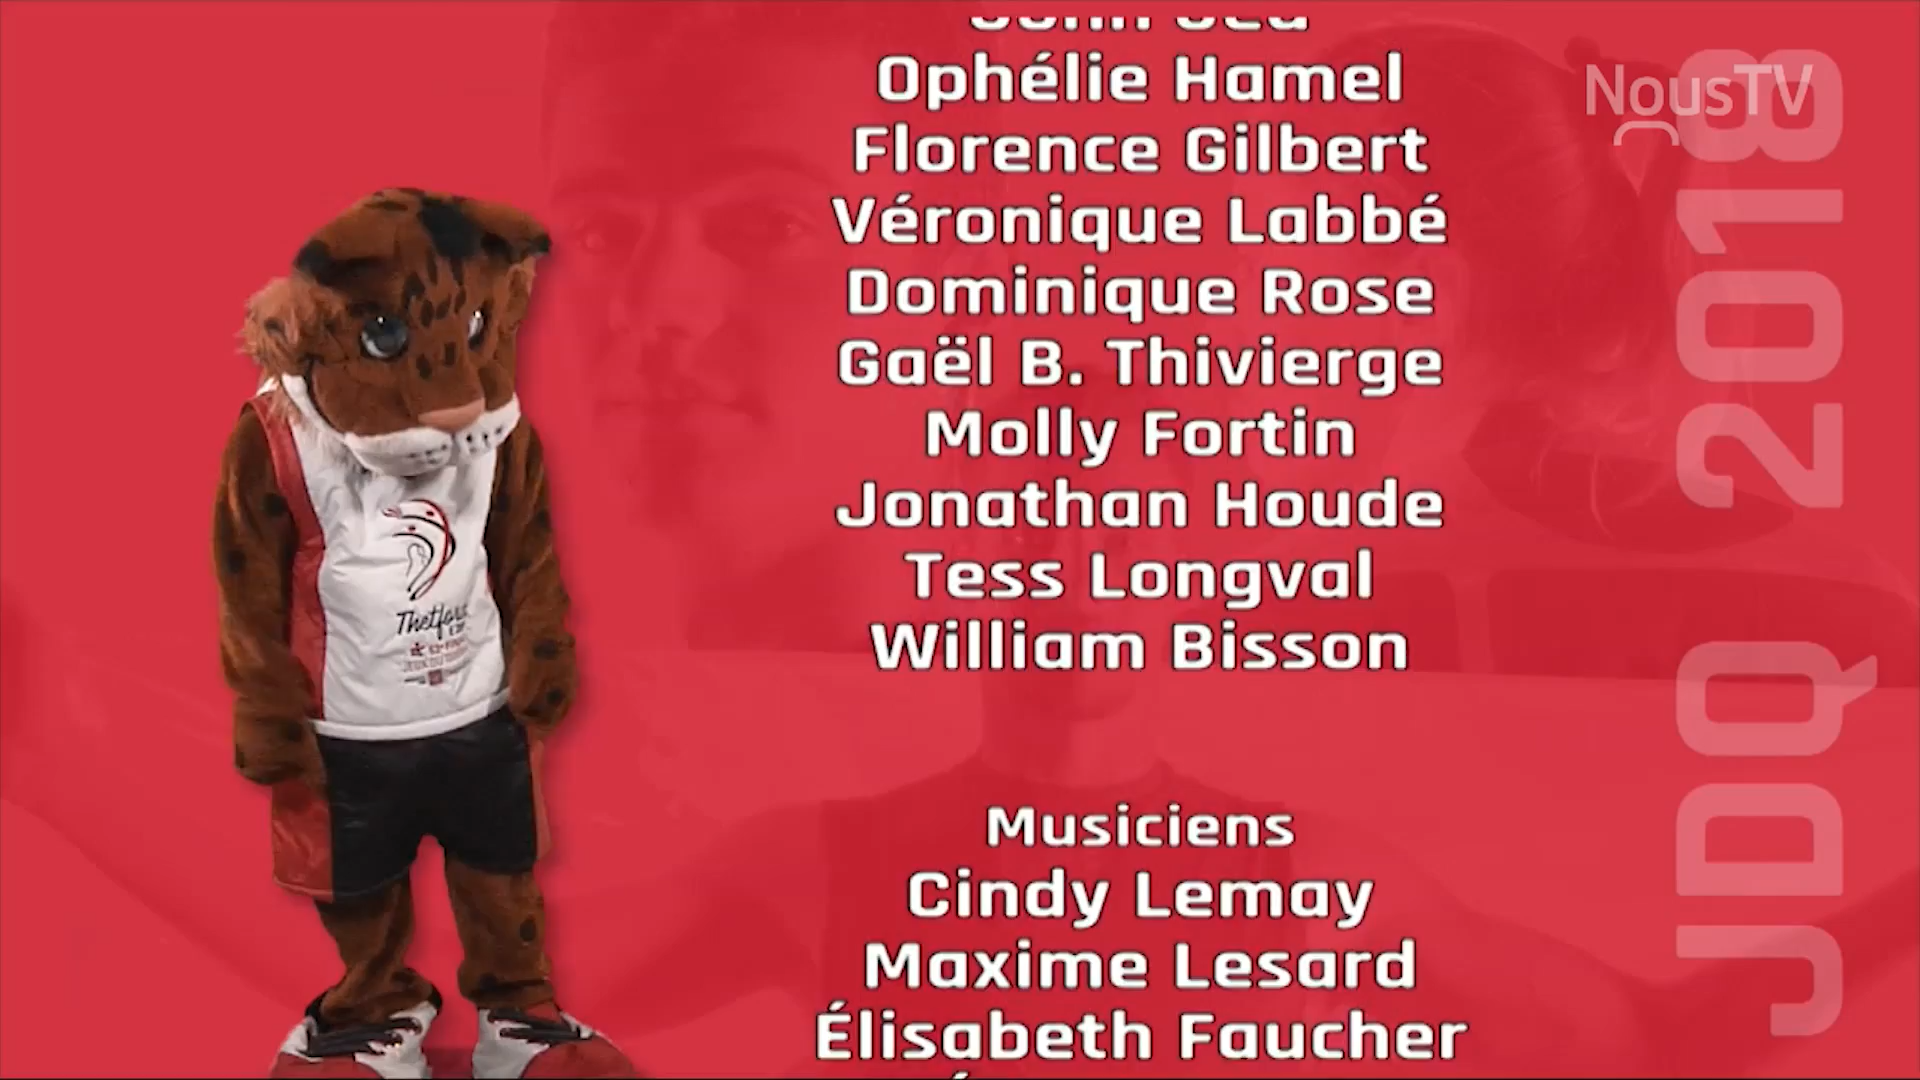 Ophélie Hamel
Florence Gilbert
Véronique Labbé
Dominique Rose
Gaël B. Thivierge
Molly Fortin
Jonathan Houde
Tess Longval
William Bisson
Musiciens
Cindy Lemay
Maxime Lesard
Élisabeth Faucher
NousTV
JDQ 2018
Thetford